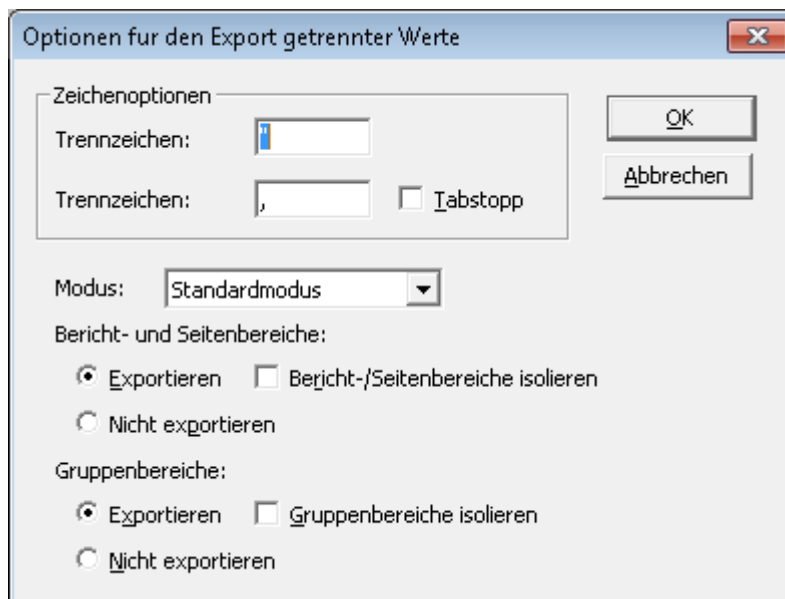 Optionen fur den Export getrennter Werte
Zeichenoptionen
Trennzeichen: "
Trennzeichen: , Tabstopp
OK
Abbrechen
Modus: Standardmodus
Bericht- und Seitenbereiche:
Exportieren Bericht-/Seitenbereiche isolieren
Nicht exportieren
Gruppenbereiche:
Exportieren Gruppenbereiche isolieren
Nicht exportieren